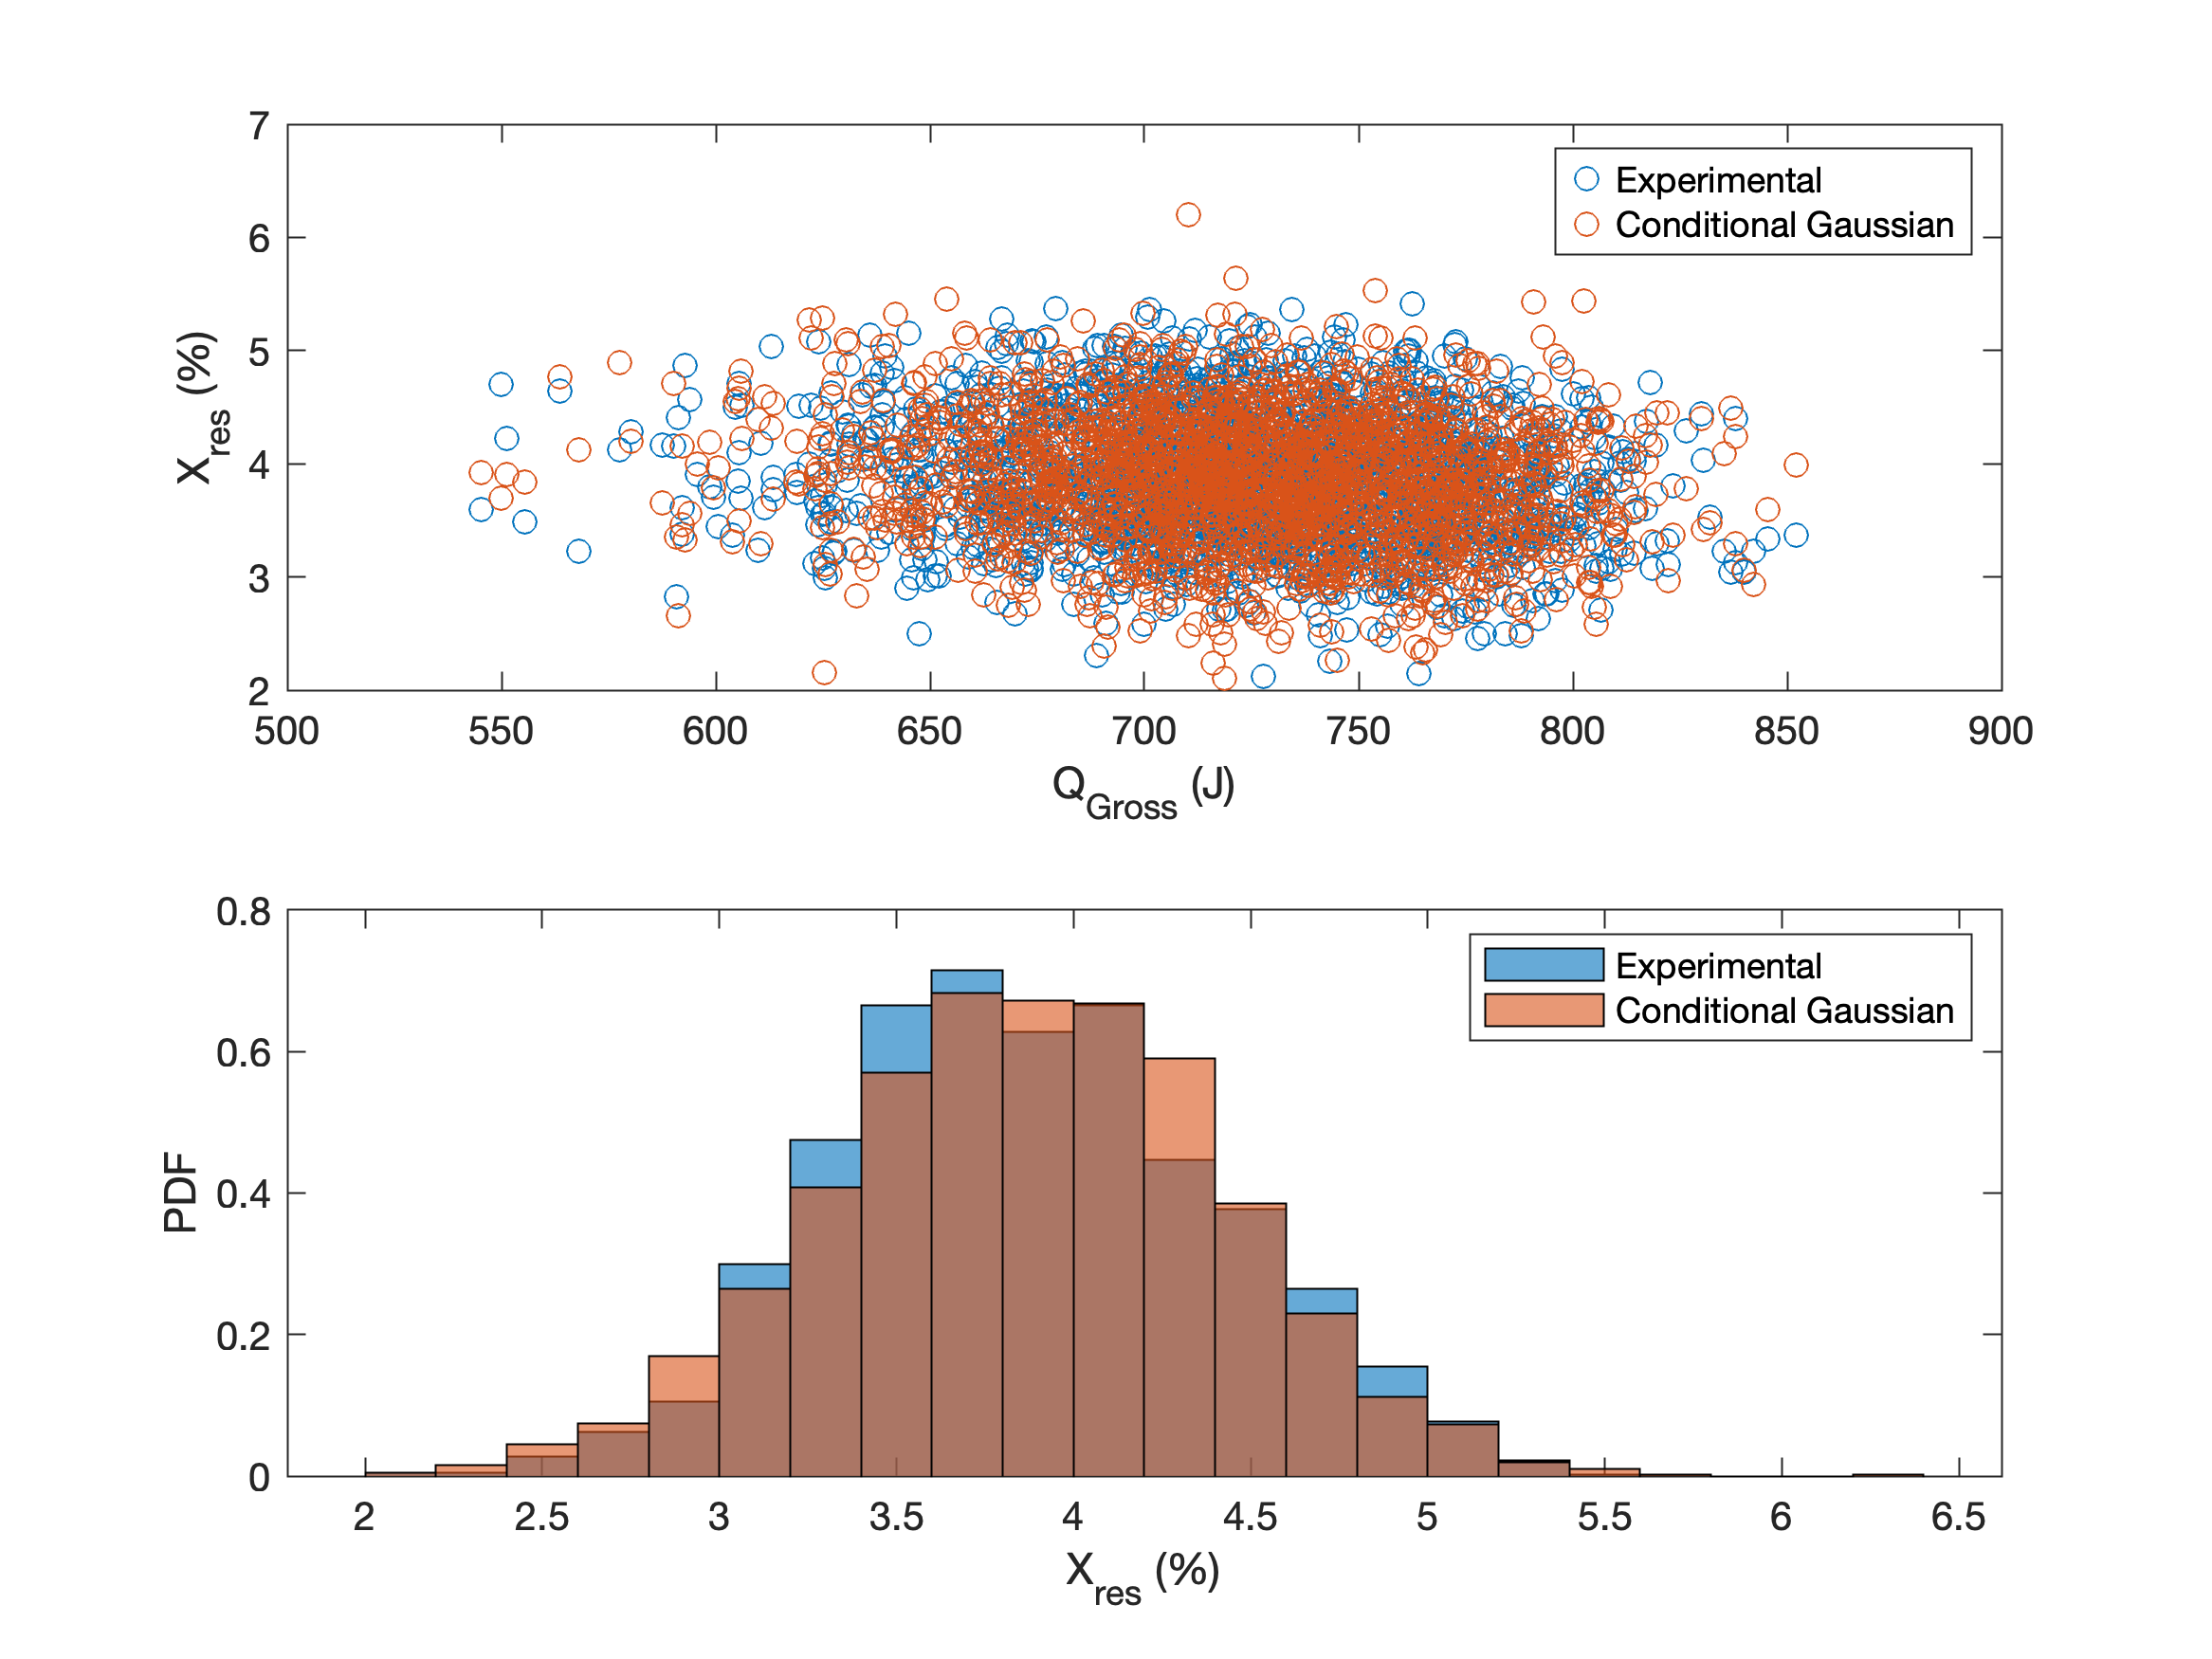 7
6
5
4
3
2
X_res (%)
500 550 600 650 700 750 800 850 900
Q_Gross (J)
Experimental
Conditional Gaussian
0.8
0.6
0.4
0.2
0
PDF
2 2.5 3 3.5 4 4.5 5 5.5 6 6.5
X_res (%)
Experimental
Conditional Gaussian